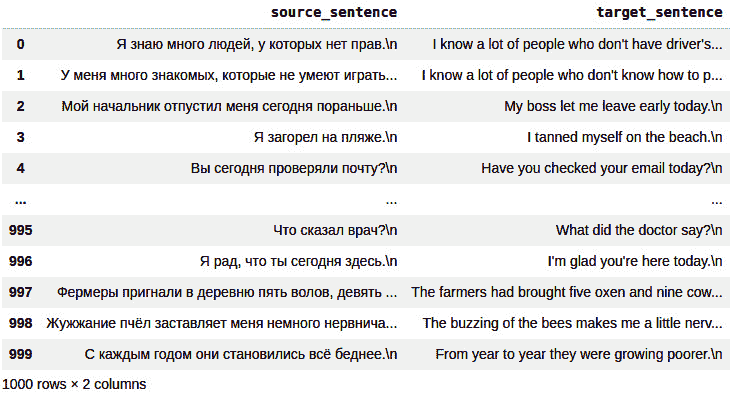 source_sentence target_sentence
0 Я знаю много людей, у которых нет прав.\n I know a lot of people who don't have driver's...
1 У меня много знакомых, которые не умеют играть... I know a lot of people who don't know how to p...
2 Мой начальник отпустил меня сегодня пораньше.\n My boss let me leave early today.\n
3 Я загорел на пляже.\n I tanned myself on the beach.\n
4 Вы сегодня проверяли почту?\n Have you checked your email today?\n
... ... ...
995 Что сказал врач?\n What did the doctor say?\n
996 Я рад, что ты сегодня здесь.\n I'm glad you're here today.\n
997 Фермеры пригнали в деревню пять волов, девять ... The farmers had brought five oxen and nine cow...
998 Жужжание пчёл заставляет меня немного нервнича... The buzzing of the bees makes me a little nerv...
999 С каждым годом они становились всё беднее.\n From year to year they were growing poorer.\n
1000 rows × 2 columns